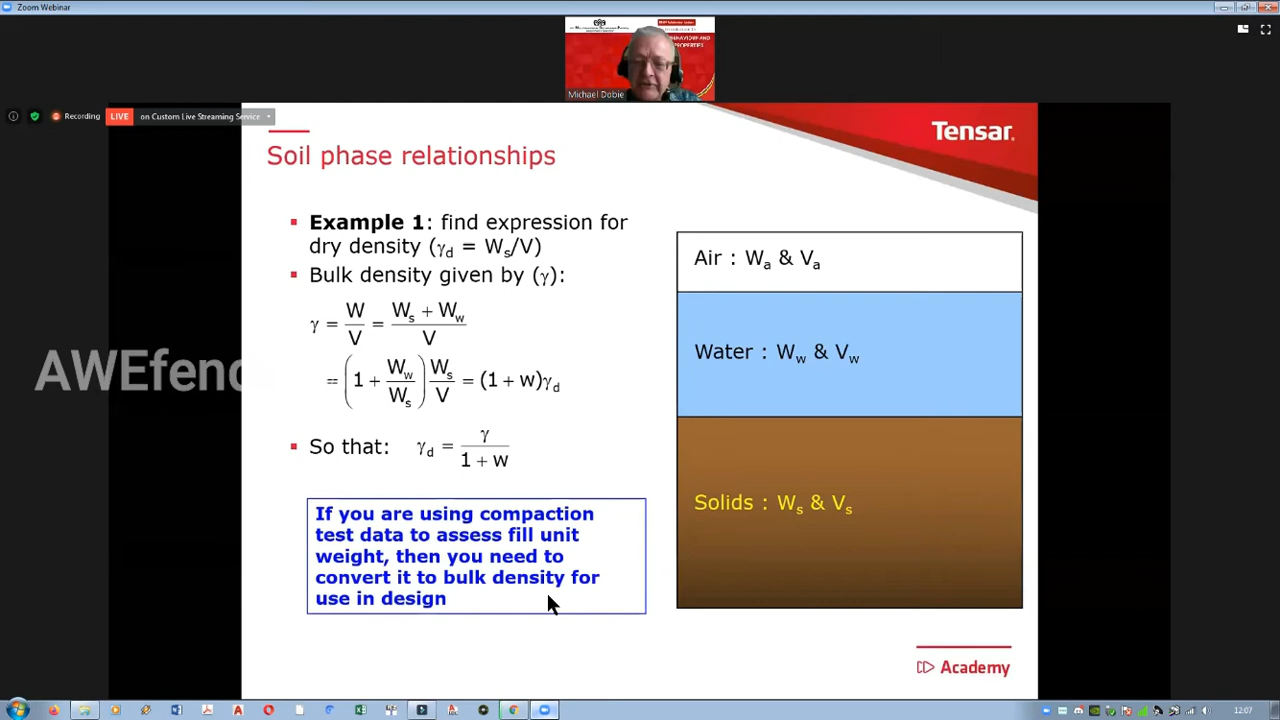 Zoom Webinar
Michael Dobie
Recording
LIVE
on Custom Live Streaming Service
Tensar
Soil phase relationships
Example 1: find expression for
dry density (γd = Ws/V)
Bulk density given by (γ):
γ = W/V = (Ws + Ww)/V
= (1 + Ww/Ws) Ws/V = (1 + w)γd
So that: γd = γ/(1 + w)
If you are using compaction
test data to assess fill unit
weight, then you need to
convert it to bulk density for
use in design
Air : Wa & Va
Water : Ww & Vw
Solids : Ws & Vs
Academy
AWEfenc
12:07